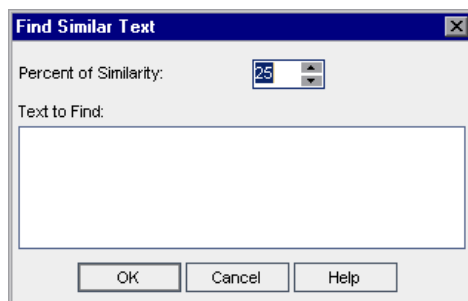 Find Similar Text
Percent of Similarity: 25
Text to Find:
OK Cancel Help